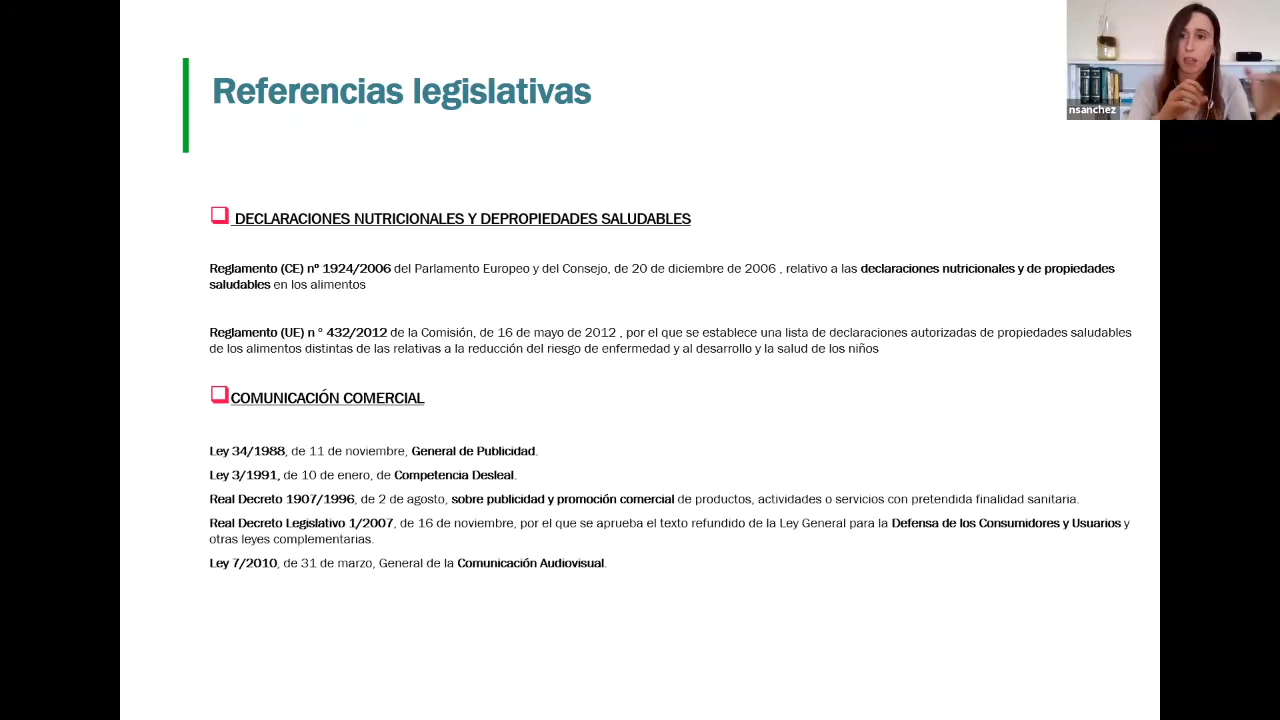 nsanchez
Referencias legislativas
DECLARACIONES NUTRICIONALES Y DEPROPIEDADES SALUDABLES
Reglamento (CE) nº 1924/2006 del Parlamento Europeo y del Consejo, de 20 de diciembre de 2006 , relativo a las declaraciones nutricionales y de propiedades
saludables en los alimentos
Reglamento (UE) n ° 432/2012 de la Comisión, de 16 de mayo de 2012 , por el que se establece una lista de declaraciones autorizadas de propiedades saludables
de los alimentos distintas de las relativas a la reducción del riesgo de enfermedad y al desarrollo y la salud de los niños
COMUNICACIÓN COMERCIAL
Ley 34/1988, de 11 de noviembre, General de Publicidad.
Ley 3/1991, de 10 de enero, de Competencia Desleal.
Real Decreto 1907/1996, de 2 de agosto, sobre publicidad y promoción comercial de productos, actividades o servicios con pretendida finalidad sanitaria.
Real Decreto Legislativo 1/2007, de 16 de noviembre, por el que se aprueba el texto refundido de la Ley General para la Defensa de los Consumidores y Usuarios y
otras leyes complementarias.
Ley 7/2010, de 31 de marzo, General de la Comunicación Audiovisual.